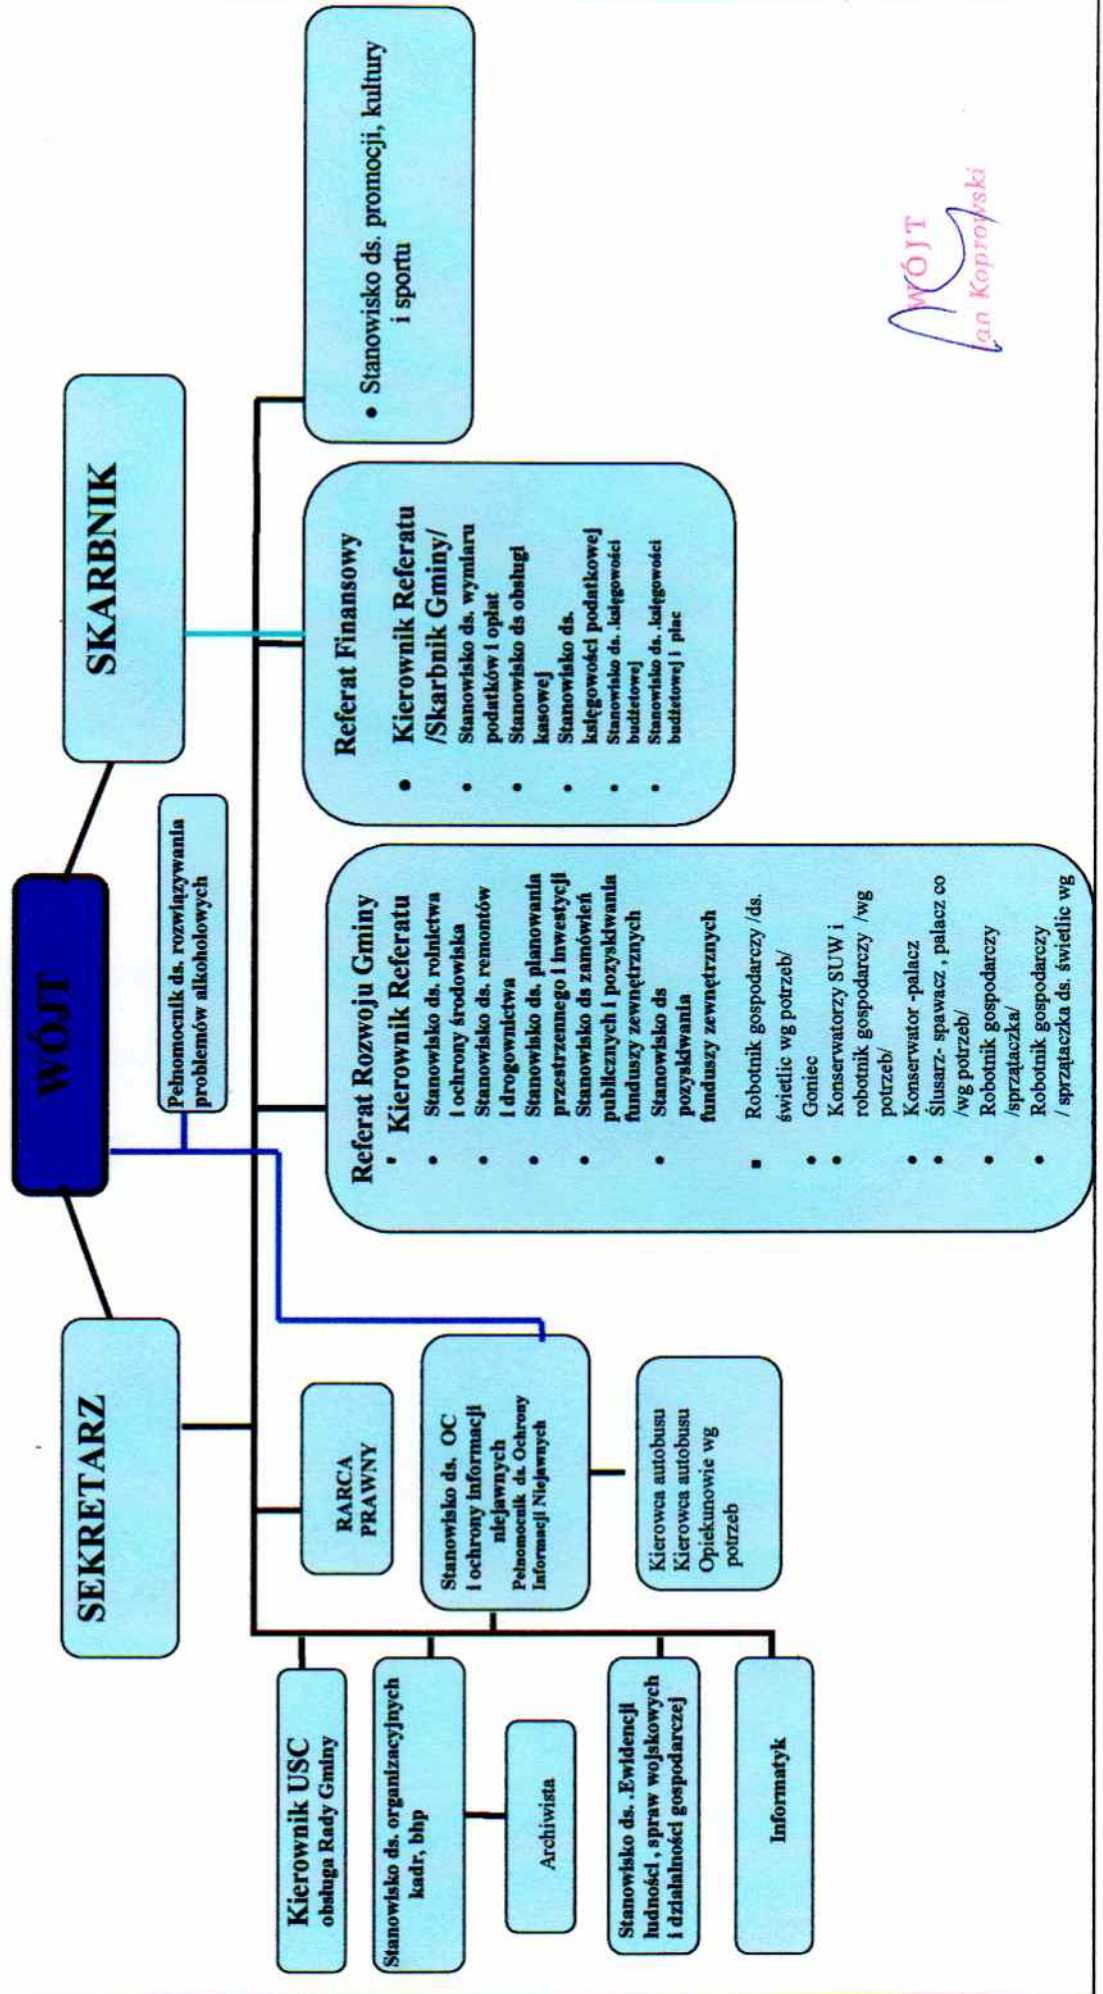 WÓJT
SEKRETARZ
SKARBNIK
Pełnomocnik ds. rozwiązywania
problemów alkoholowych
Kierownik USC
obsługa Rady Gminy
Stanowisko ds. organizacyjnych
kadr, bhp
Archiwista
Stanowisko ds. .Ewidencji
ludności , spraw wojskowych
i działalności gospodarczej
Informatyk
RARCA
PRAWNY
Stanowisko ds. OC
i ochrony informacji
niejawnych
Pełnomocnik ds. Ochrony
Informacji Niejawnych
Kierowca autobusu
Kierowca autobusu
Opiekunowie wg
potrzeb
Referat Rozwoju Gminy
▪ Kierownik Referatu
• Stanowisko ds. rolnictwa
i ochrony środowiska
• Stanowisko ds. remontów
i drogownictwa
• Stanowisko ds. planowania
przestrzennego i inwestycji
• Stanowisko ds zamówień
publicznych i pozyskiwania
funduszy zewnętrznych
• Stanowisko ds
pozyskiwania
funduszy zewnętrznych
▪ Robotnik gospodarczy /ds.
świetlic wg potrzeb/
• Goniec
• Konserwatorzy SUW i
robotnik gospodarczy /wg
potrzeb/
• Konserwator -palacz
• Ślusarz- spawacz , palacz co
/wg potrzeb/
• Robotnik gospodarczy
/sprzątaczka/
• Robotnik gospodarczy
/ sprzątaczka ds. świetlic wg
Referat Finansowy
• Kierownik Referatu
/Skarbnik Gminy/
• Stanowisko ds. wymiaru
podatków i opłat
• Stanowisko ds obsługi
kasowej
• Stanowisko ds.
księgowości podatkowej
• Stanowisko ds. .księgowości
budżetowej
• Stanowisko ds. .księgowości
budżetowej i płac
• Stanowisko ds. promocji, kultury
i sportu
WÓJT
Jan Koprowski